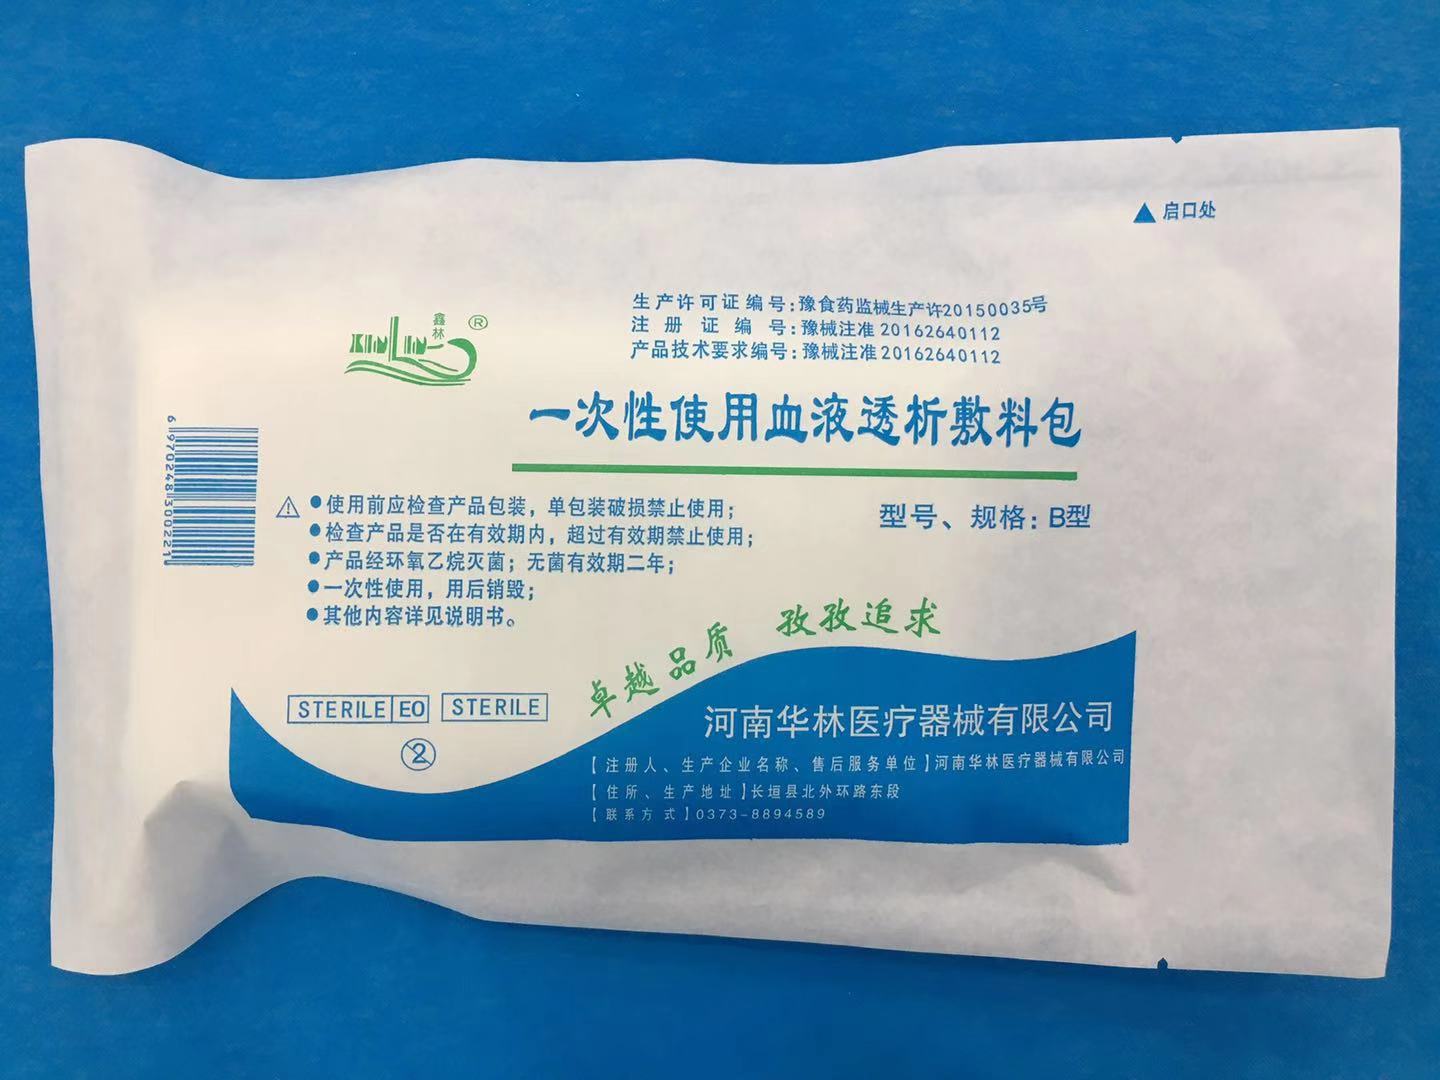 启口处
生产许可证编号:豫食药监械生产许20150035号
注册证编号:豫械注准20162640112
产品技术要求编号:豫械注准20162640112
鑫林
XINLIN
®
一次性使用血液透析敷料包
型号、规格:B型
6970248300221
●使用前应检查产品包装，单包装破损禁止使用；
●检查产品是否在有效期内，超过有效期禁止使用；
●产品经环氧乙烷灭菌；无菌有效期二年；
●一次性使用，用后销毁；
●其他内容详见说明书。
卓越品质 孜孜追求
STERILE EO STERILE
2
河南华林医疗器械有限公司
【注册人、生产企业名称、售后服务单位】河南华林医疗器械有限公司
【住所、生产地址】长垣县北外环路东段
【联系方式】0373-8894589